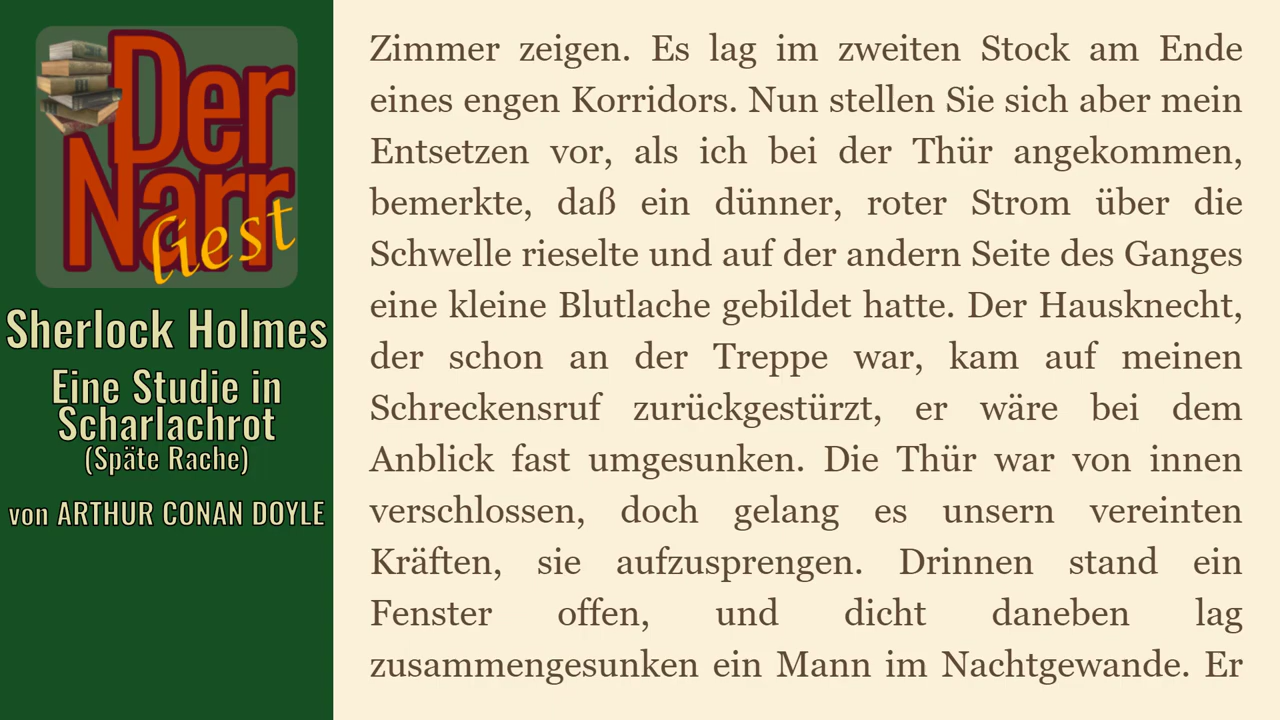 Der
Narr
liest
Sherlock Holmes
Eine Studie in
Scharlachrot
(Späte Rache)
von ARTHUR CONAN DOYLE
Zimmer zeigen. Es lag im zweiten Stock am Ende
eines engen Korridors. Nun stellen Sie sich aber mein
Entsetzen vor, als ich bei der Thür angekommen,
bemerkte, daß ein dünner, roter Strom über die
Schwelle rieselte und auf der andern Seite des Ganges
eine kleine Blutlache gebildet hatte. Der Hausknecht,
der schon an der Treppe war, kam auf meinen
Schreckensruf zurückgestürzt, er wäre bei dem
Anblick fast umgesunken. Die Thür war von innen
verschlossen, doch gelang es unsern vereinten
Kräften, sie aufzusprengen. Drinnen stand ein
Fenster offen, und dicht daneben lag
zusammengesunken ein Mann im Nachtgewande. Er